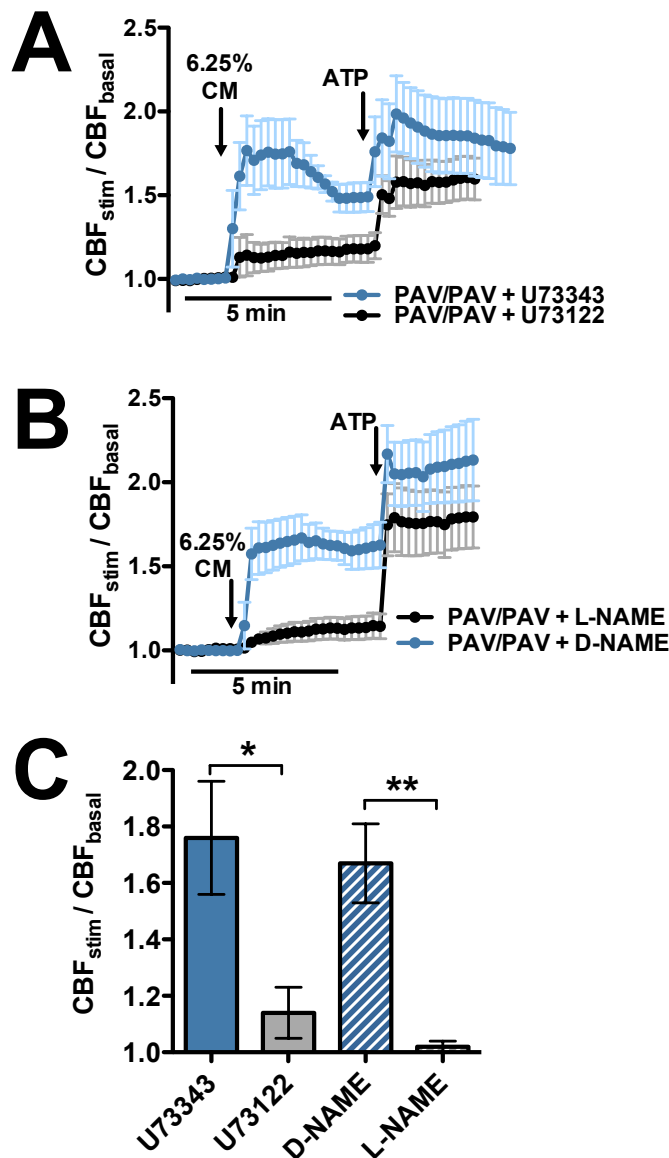 A
6.25%
CM
ATP
CBFstim / CBFbasal
2.5
2.0
1.5
1.0
5 min
PAV/PAV + U73343
PAV/PAV + U73122
B
6.25%
CM
ATP
CBFstim / CBFbasal
2.5
2.0
1.5
1.0
5 min
PAV/PAV + L-NAME
PAV/PAV + D-NAME
C
CBFstim / CBFbasal
2.0
1.8
1.6
1.4
1.2
1.0
*
**
U73343
U73122
D-NAME
L-NAME